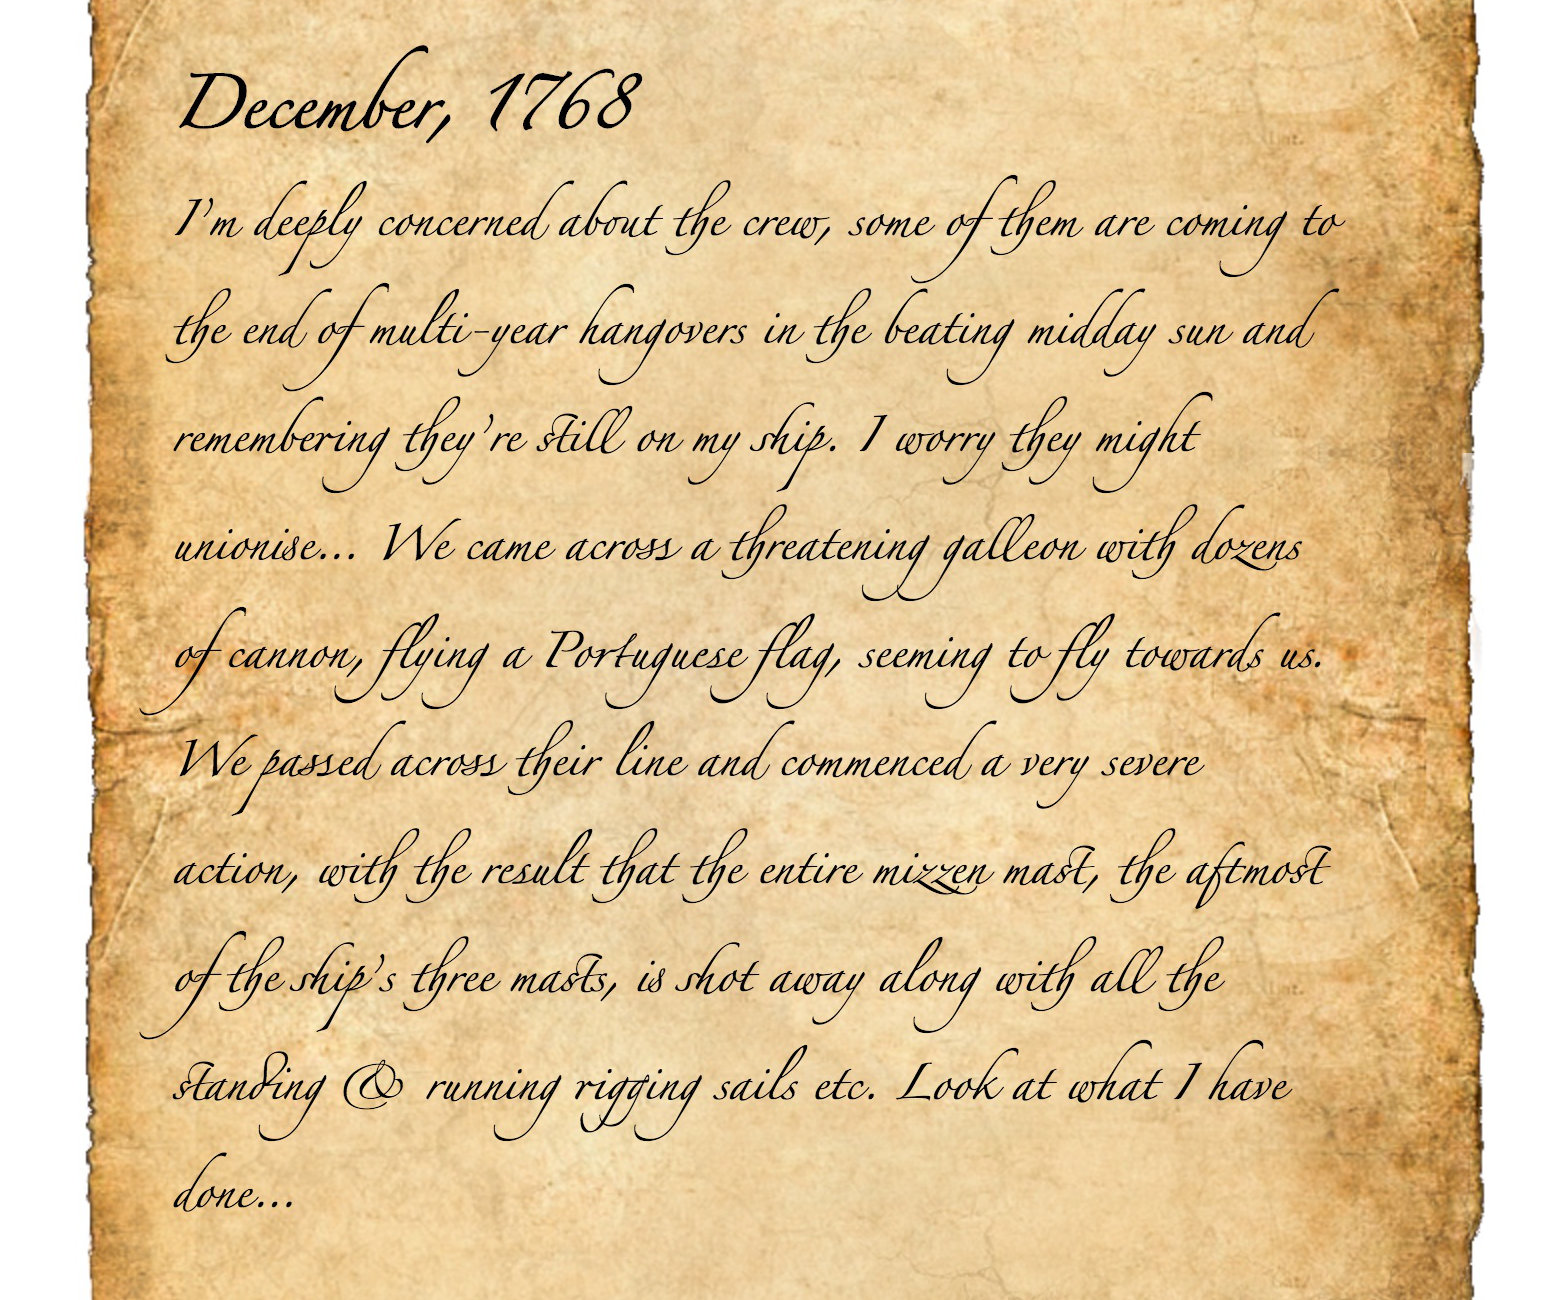 December, 1768
I'm deeply concerned about the crew, some of them are coming to
the end of multi-year hangovers in the beating midday sun and
remembering they're still on my ship. I worry they might
unionise... We came across a threatening galleon with dozens
of cannon, flying a Portuguese flag, seeming to fly towards us.
We passed across their line and commenced a very severe
action, with the result that the entire mizzen mast, the aftmost
of the ship's three masts, is shot away along with all the
standing & running rigging sails etc. Look at what I have
done...